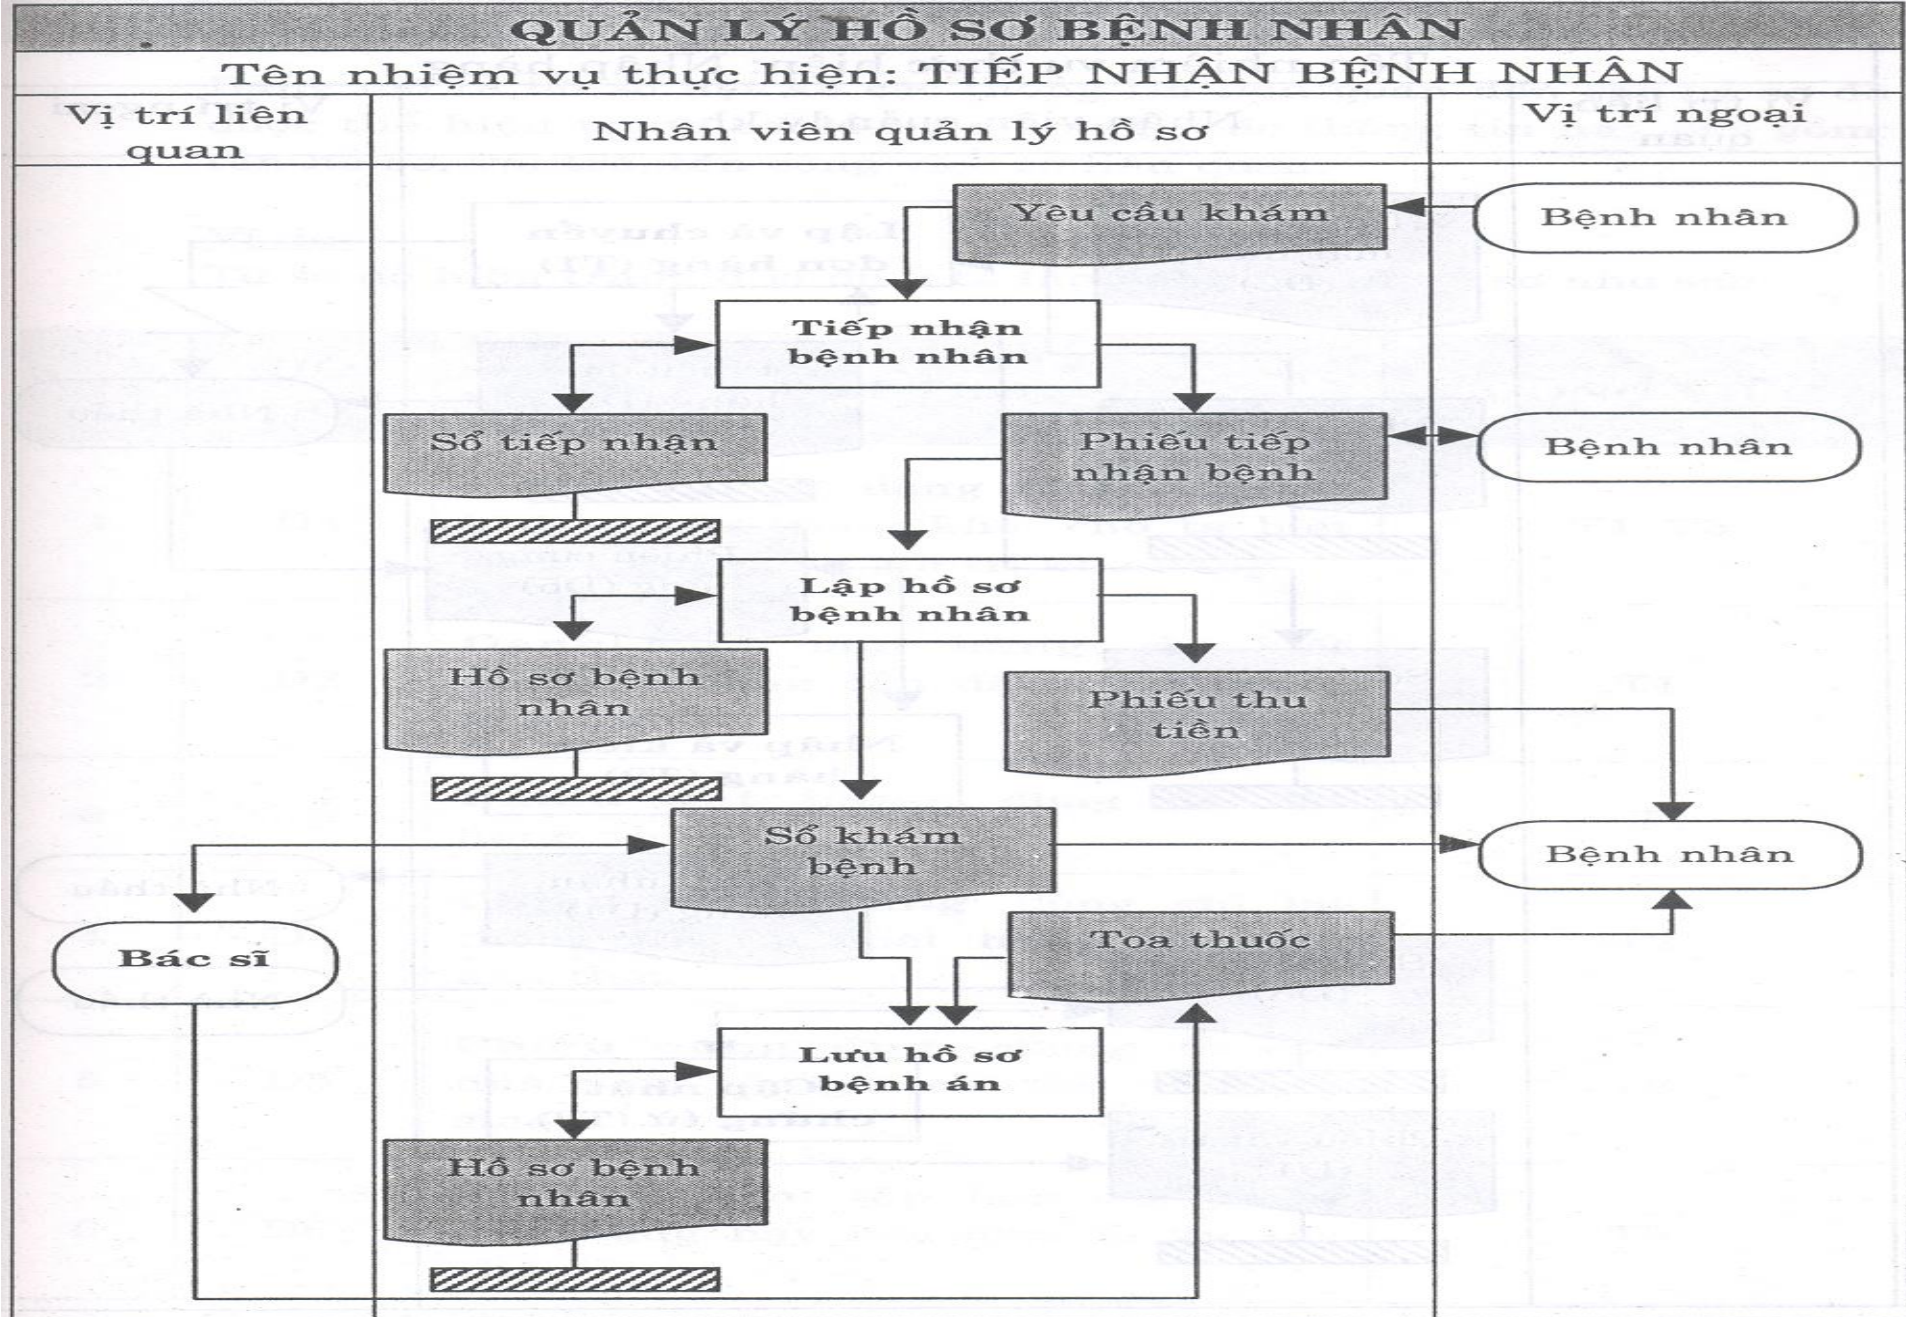 QUẢN LÝ HỒ SƠ BỆNH NHÂN
Tên nhiệm vụ thực hiện: TIẾP NHẬN BỆNH NHÂN
Vị trí liên
quan
Nhân viên quản lý hồ sơ
Vị trí ngoại
Yêu cầu khám
Bệnh nhân
Tiếp nhận
bệnh nhân
Sổ tiếp nhận
Phiếu tiếp
nhận bệnh
Bệnh nhân
Lập hồ sơ
bệnh nhân
Hồ sơ bệnh
nhân
Phiếu thu
tiền
Sổ khám
bệnh
Bệnh nhân
Bác sĩ
Toa thuốc
Lưu hồ sơ
bệnh án
Hồ sơ bệnh
nhân